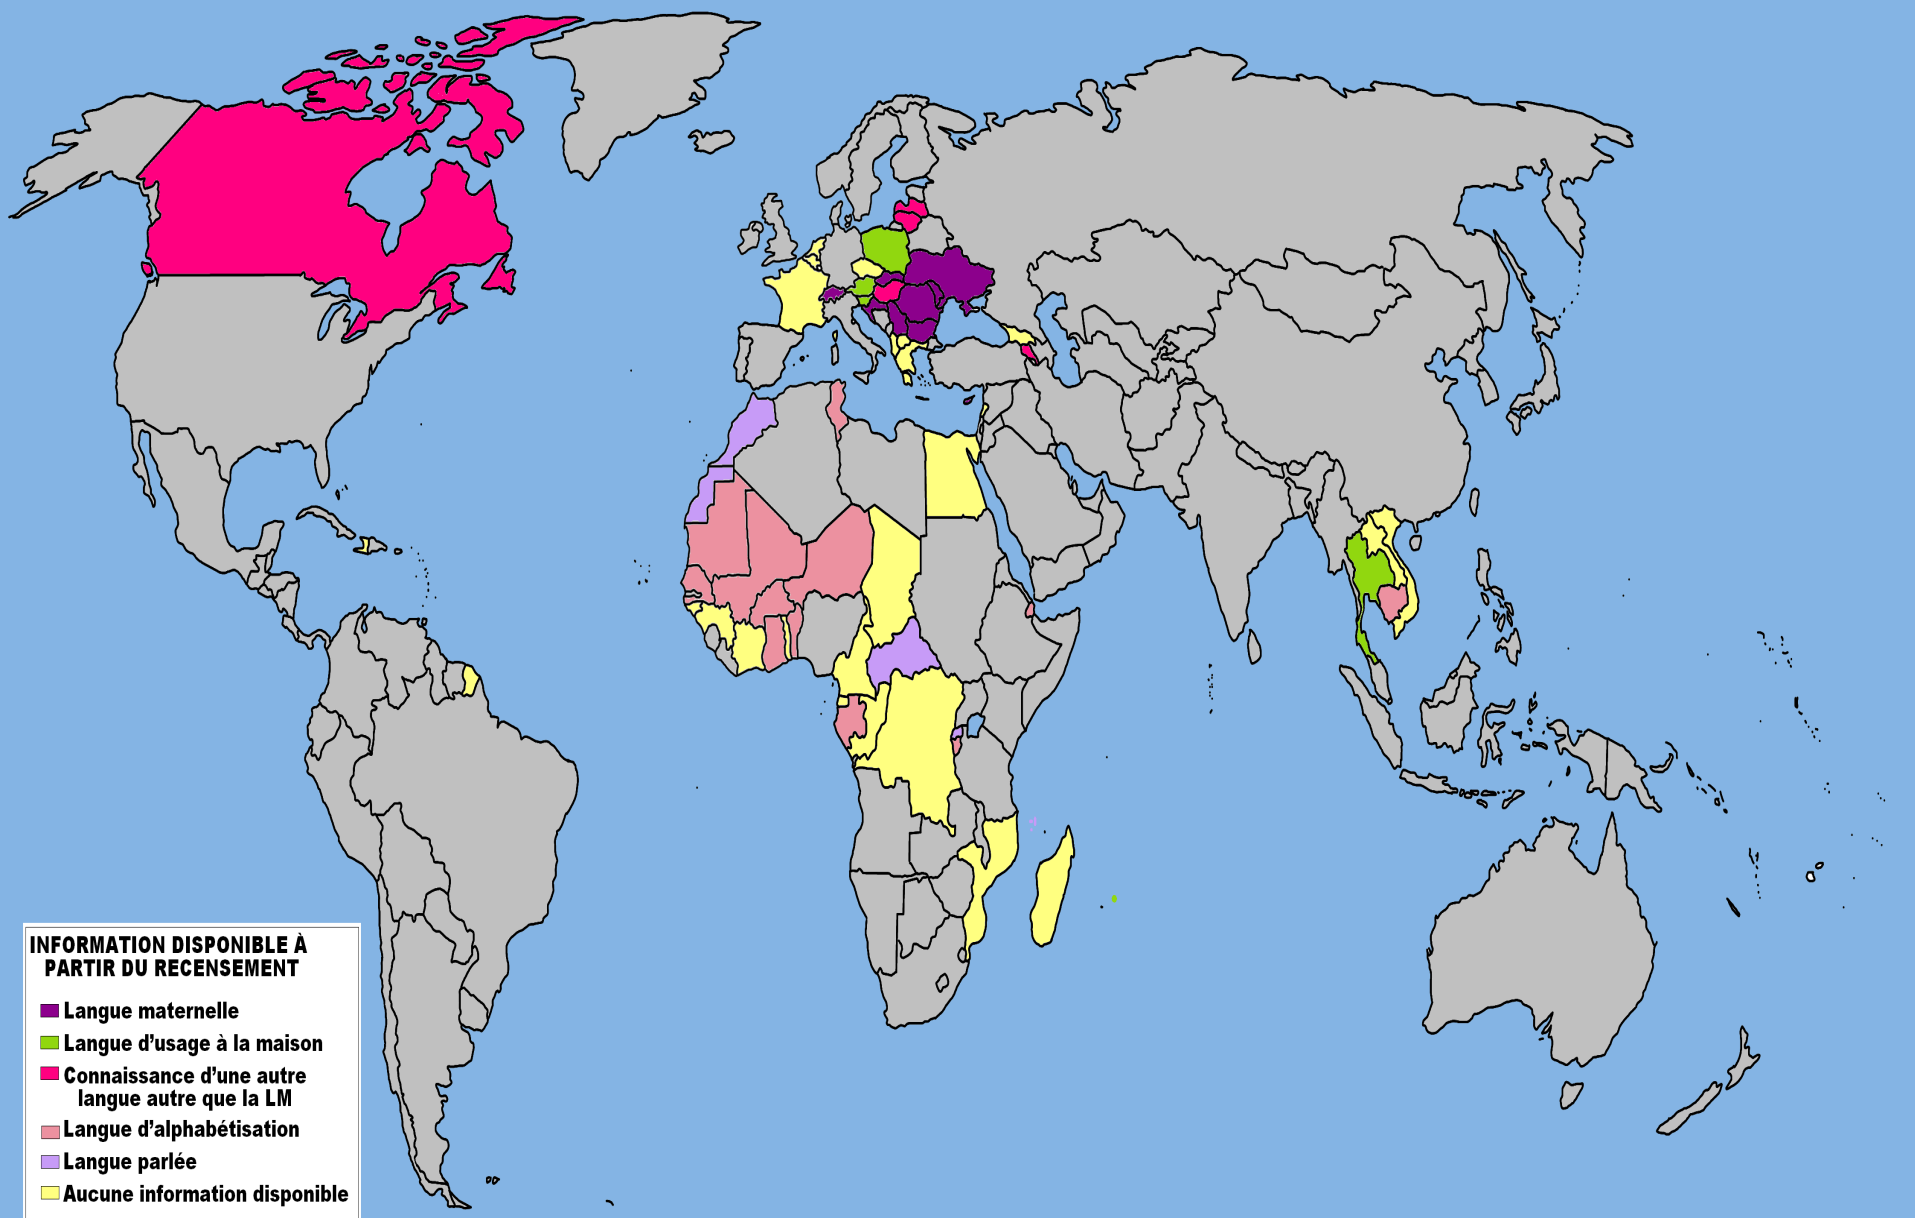 INFORMATION DISPONIBLE À
PARTIR DU RECENSEMENT
Langue maternelle
Langue d'usage à la maison
Connaissance d'une autre
langue autre que la LM
Langue d'alphabétisation
Langue parlée
Aucune information disponible